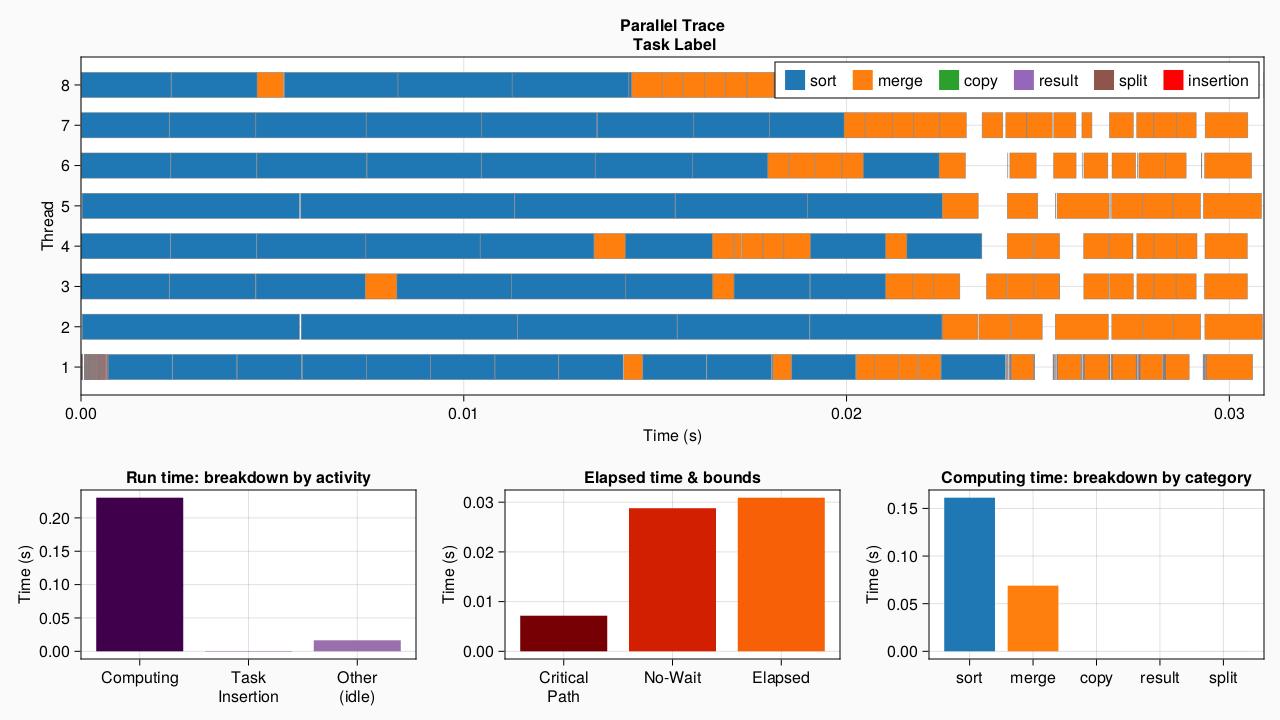 Parallel Trace
Task Label
Thread
8
7
6
5
4
3
2
1
sort merge copy result split insertion
0.00 0.01 0.02 0.03
Time (s)
Run time: breakdown by activity
Time (s)
0.20
0.15
0.10
0.05
0.00
Computing Task Insertion Other (idle)
Elapsed time & bounds
Time (s)
0.03
0.02
0.01
0.00
Critical Path No-Wait Elapsed
Computing time: breakdown by category
Time (s)
0.15
0.10
0.05
0.00
sort merge copy result split